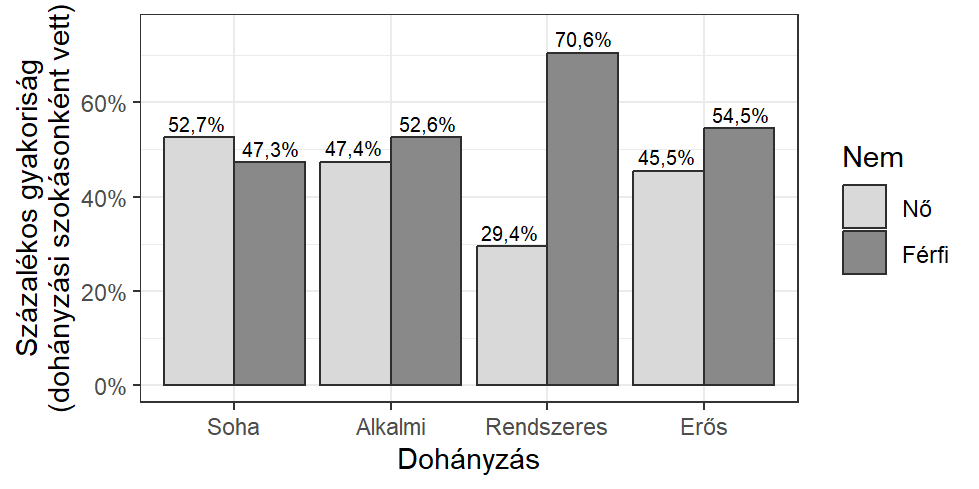 Százalékos gyakoriság
(dohányzási szokásonként vett)
60%
40%
20%
0%
52,7%
47,3%
47,4%
52,6%
29,4%
70,6%
45,5%
54,5%
Soha
Alkalmi
Rendszeres
Erős
Dohányzás
Nem
Nő
Férfi